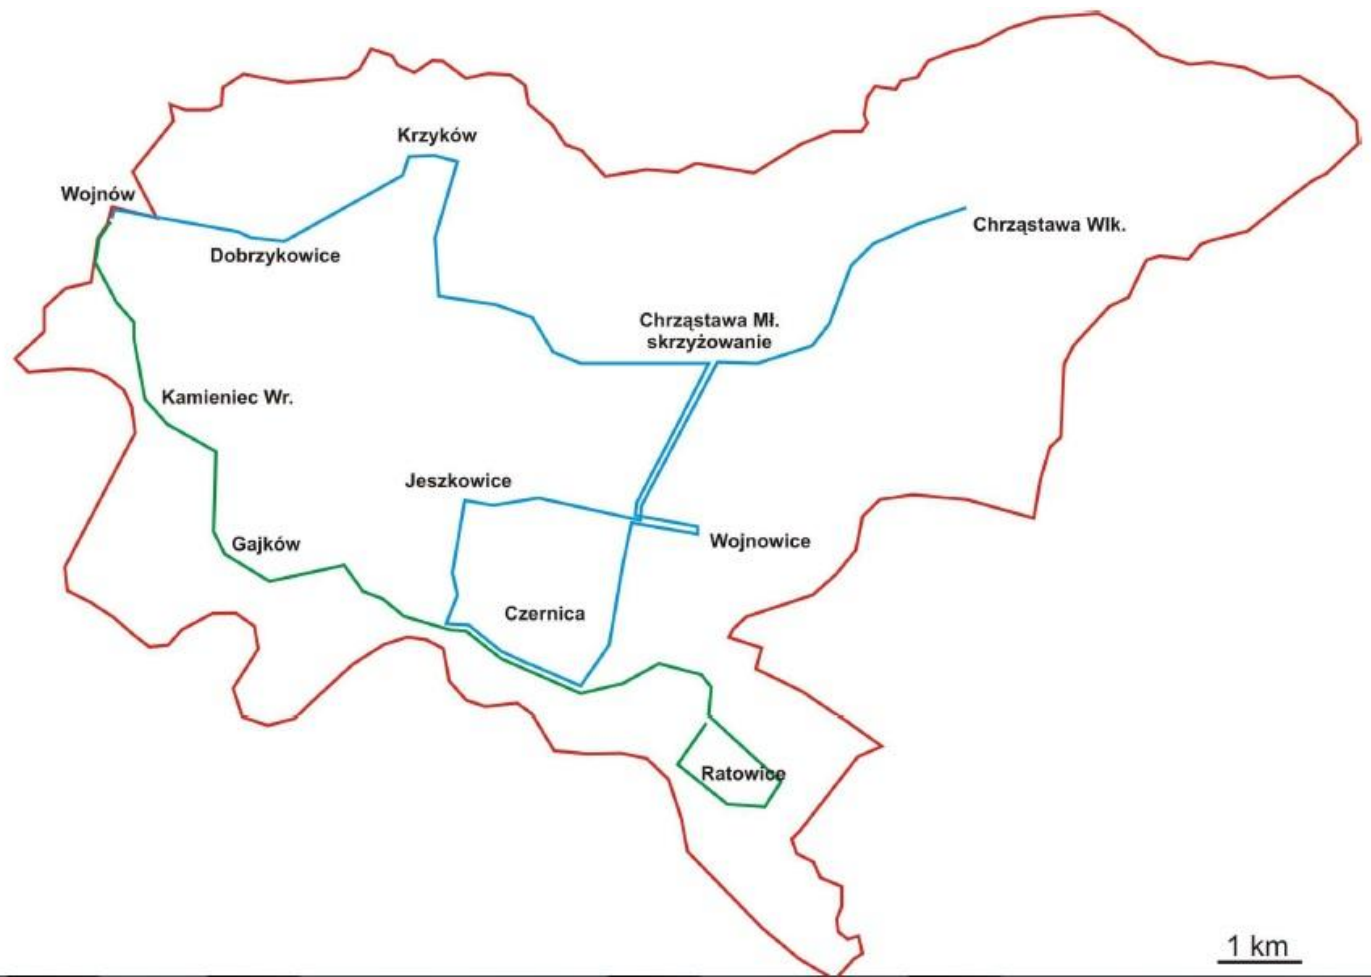 Krzyków
Wojnów
Chrząstawa Wlk.
Dobrzykowice
Chrząstawa Mł.
skrzyżowanie
Kamieniec Wr.
Jeszkowice
Gajków
Wojnowice
Czernica
Ratowice
1 km